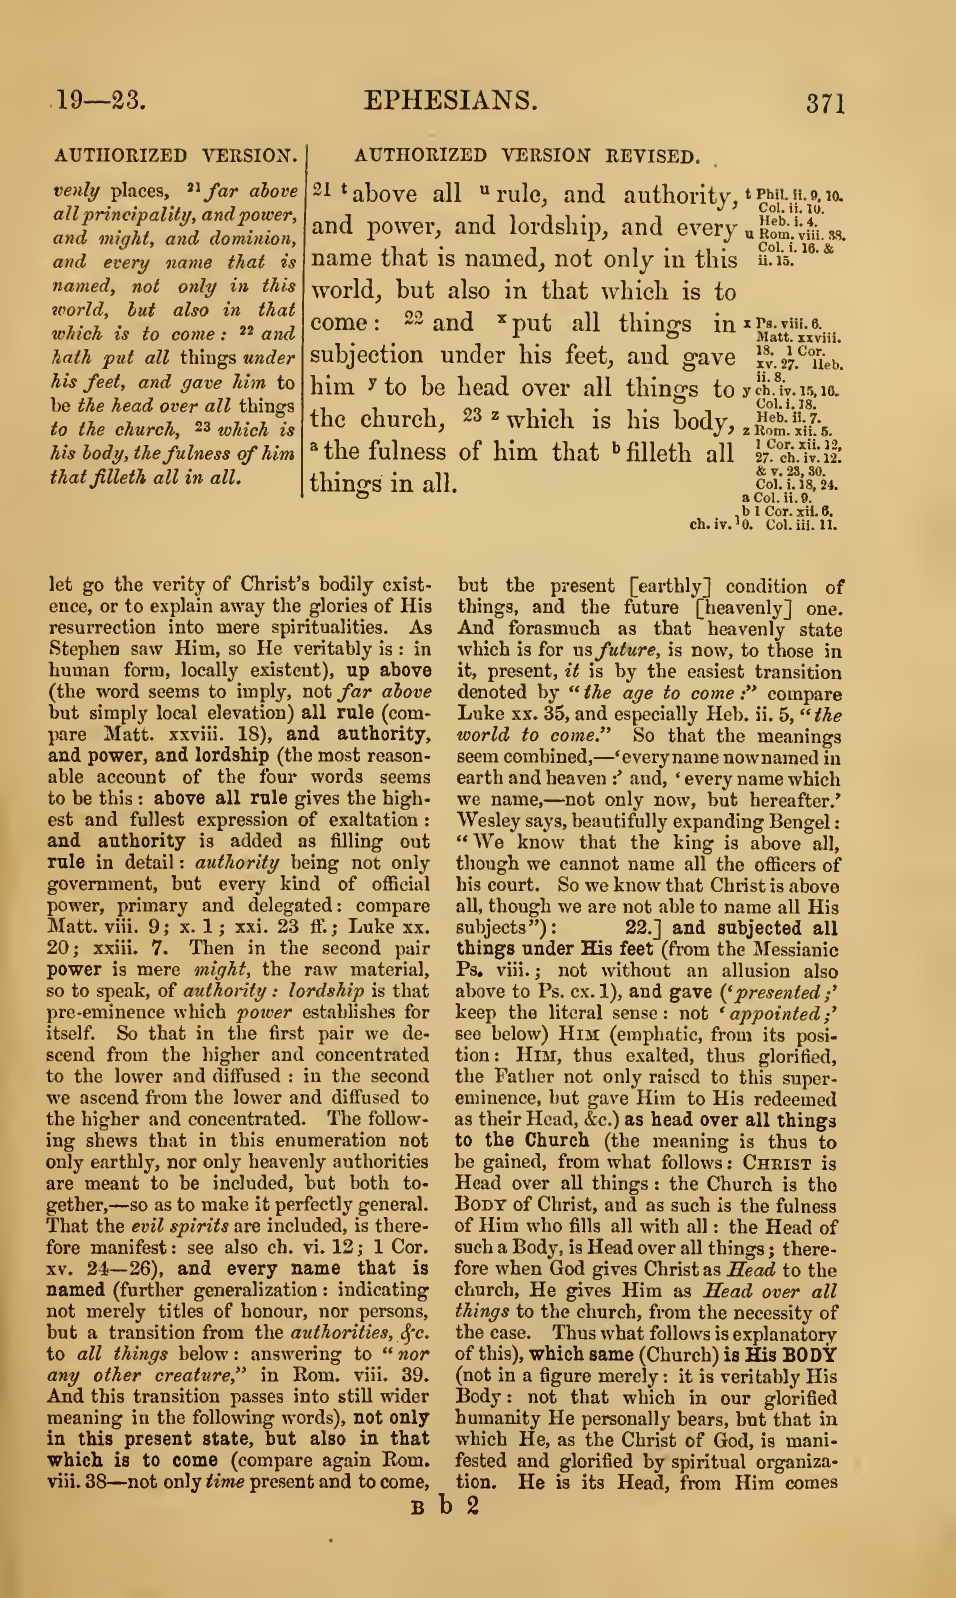 19—23.
EPHESIANS.
371
AUTHORIZED VERSION.
venly places, 21 far above
all principality, and power,
and might, and dominion,
and every name that is
named, not only in this
world, but also in that
which is to come : 22 and
hath put all things under
his feet, and gave him to
be the head over all things
to the church, 23 which is
his body, the fulness of him
that filleth all in all.
AUTHORIZED VERSION REVISED.
21 t above all u rule, and authority,
and power, and lordship, and every
name that is named, not only in this
world, but also in that which is to
come : 22 and x put all things in
subjection under his feet, and gave
him y to be head over all things to
the church, 23 z which is his body,
a the fulness of him that b filleth all
things in all.
t Phil. ii. 9, 10.
Col. ii. 10.
Heb. i. 4.
u Rom. viii. 38.
Col. i. 16. &
ii. 15.
x Ps. viii. 6.
Matt. xxviii.
18. 1 Cor.
xv. 27. Heb.
ii. 8.
y ch. iv. 15, 16.
Col. i. 18.
Heb. ii. 7.
z Rom. xii. 5.
1 Cor. xii. 12,
27. ch. iv. 12.
& v. 23, 30.
Col. i. 18, 24.
a Col. ii. 9.
b 1 Cor. xii. 6.
ch. iv. 10. Col. iii. 11.
let go the verity of Christ's bodily exist-
ence, or to explain away the glories of His
resurrection into mere spiritualities. As
Stephen saw Him, so He veritably is : in
human form, locally existent), up above
(the word seems to imply, not far above
but simply local elevation) all rule (com-
pare Matt. xxviii. 18), and authority,
and power, and lordship (the most reason-
able account of the four words seems
to be this : above all rule gives the high-
est and fullest expression of exaltation :
and authority is added as filling out
rule in detail : authority being not only
government, but every kind of official
power, primary and delegated : compare
Matt. viii. 9 ; x. 1 ; xxi. 23 ff. ; Luke xx.
20 ; xxiii. 7. Then in the second pair
power is mere might, the raw material,
so to speak, of authority : lordship is that
pre-eminence which power establishes for
itself. So that in the first pair we de-
scend from the higher and concentrated
to the lower and diffused : in the second
we ascend from the lower and diffused to
the higher and concentrated. The follow-
ing shews that in this enumeration not
only earthly, nor only heavenly authorities
are meant to be included, but both to-
gether,—so as to make it perfectly general.
That the evil spirits are included, is there-
fore manifest : see also ch. vi. 12 ; 1 Cor.
xv. 24—26), and every name that is
named (further generalization : indicating
not merely titles of honour, nor persons,
but a transition from the authorities, &c.
to all things below : answering to "nor
any other creature," in Rom. viii. 39.
And this transition passes into still wider
meaning in the following words), not only
in this present state, but also in that
which is to come (compare again Rom.
viii. 38—not only time present and to come,
but the present [earthly] condition of
things, and the future [heavenly] one.
And forasmuch as that heavenly state
which is for us future, is now, to those in
it, present, it is by the easiest transition
denoted by "the age to come :" compare
Luke xx. 35, and especially Heb. ii. 5, "the
world to come." So that the meanings
seem combined,—'every name now named in
earth and heaven :' and, 'every name which
we name,—not only now, but hereafter.'
Wesley says, beautifully expanding Bengel :
"We know that the king is above all,
though we cannot name all the officers of
his court. So we know that Christ is above
all, though we are not able to name all His
subjects") : 22.] and subjected all
things under His feet (from the Messianic
Ps. viii. ; not without an allusion also
above to Ps. cx. 1), and gave ('presented ;'
keep the literal sense : not 'appointed ;'
see below) HIM (emphatic, from its posi-
tion : HIM, thus exalted, thus glorified,
the Father not only raised to this super-
eminence, but gave Him to His redeemed
as their Head, &c.) as head over all things
to the Church (the meaning is thus to
be gained, from what follows : CHRIST is
Head over all things : the Church is the
BODY of Christ, and as such is the fulness
of Him who fills all with all : the Head of
such a Body, is Head over all things ; there-
fore when God gives Christ as Head to the
church, He gives Him as Head over all
things to the church, from the necessity of
the case. Thus what follows is explanatory
of this), which same (Church) is His BODY
(not in a figure merely : it is veritably His
Body : not that which in our glorified
humanity He personally bears, but that in
which He, as the Christ of God, is mani-
fested and glorified by spiritual organiza-
tion. He is its Head, from Him comes
B b 2